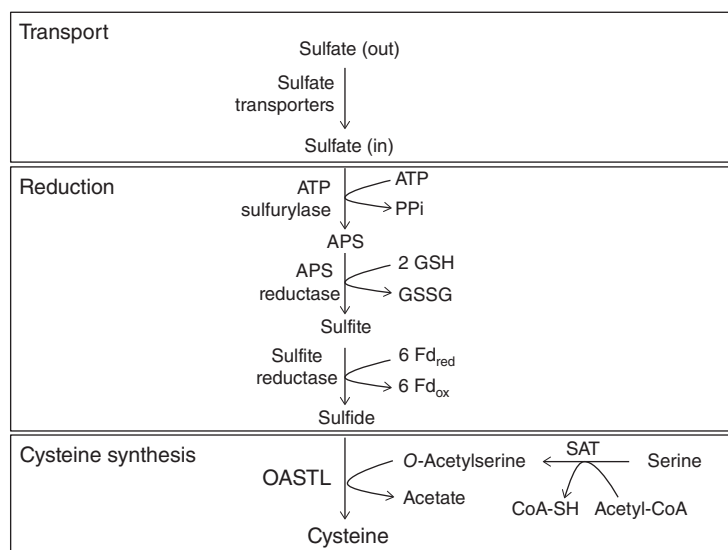 Transport
Sulfate (out)
Sulfate
transporters
Sulfate (in)
Reduction
ATP
sulfurylase
ATP
PPi
APS
APS
reductase
2 GSH
GSSG
Sulfite
Sulfite
reductase
6 Fdred
6 Fdox
Sulfide
Cysteine synthesis
OASTL
O-Acetylserine
SAT
Serine
Acetate
CoA-SH
Acetyl-CoA
Cysteine